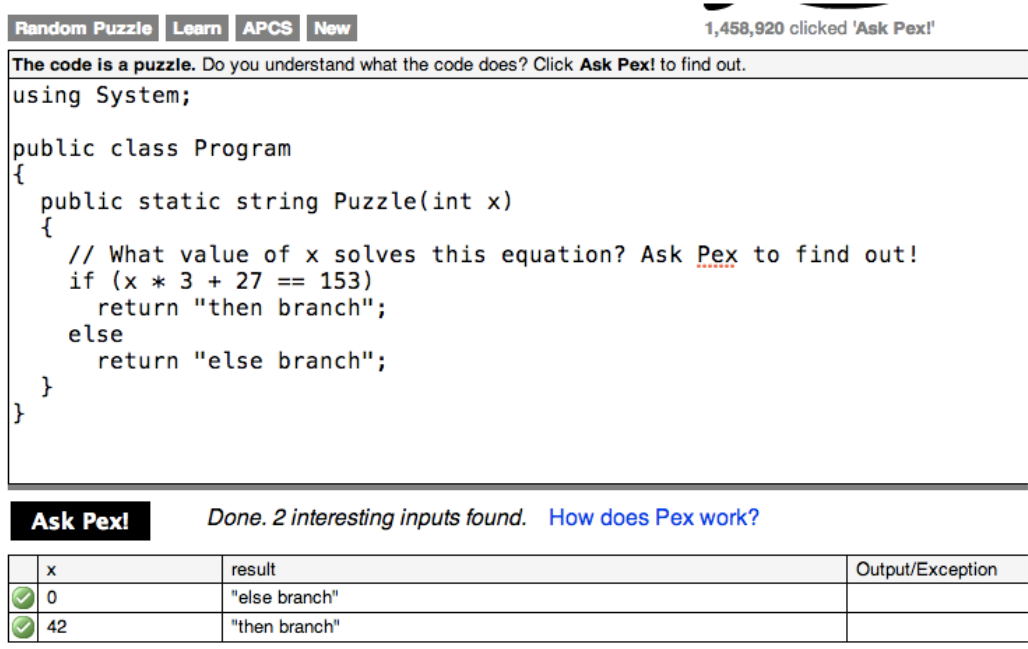 Random Puzzle Learn APCS New 1,458,920 clicked 'Ask Pex!'
The code is a puzzle. Do you understand what the code does? Click Ask Pex! to find out.
using System;
public class Program
{
public static string Puzzle(int x)
{
// What value of x solves this equation? Ask Pex to find out!
if (x * 3 + 27 == 153)
return "then branch";
else
return "else branch";
}
}
Ask Pex! Done. 2 interesting inputs found. How does Pex work?
x result Output/Exception
0 "else branch"
42 "then branch"